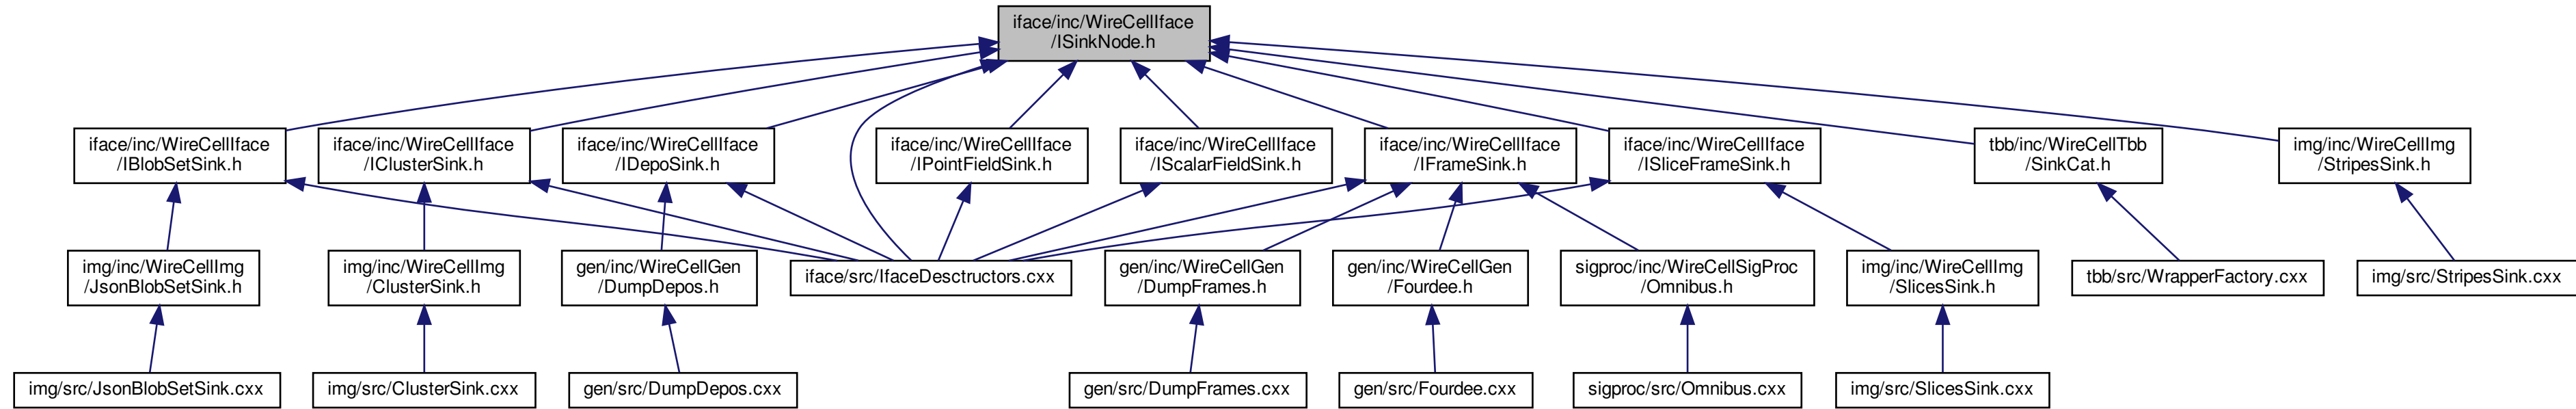 iface/inc/WireCellIface
/ISinkNode.h
iface/inc/WireCellIface
/IBlobSetSink.h
iface/inc/WireCellIface
/IClusterSink.h
iface/inc/WireCellIface
/IDepoSink.h
iface/inc/WireCellIface
/IPointFieldSink.h
iface/inc/WireCellIface
/IScalarFieldSink.h
iface/inc/WireCellIface
/IFrameSink.h
iface/inc/WireCellIface
/ISliceFrameSink.h
tbb/inc/WireCellTbb
/SinkCat.h
img/inc/WireCellImg
/StripesSink.h
img/inc/WireCellImg
/JsonBlobSetSink.h
img/inc/WireCellImg
/ClusterSink.h
gen/inc/WireCellGen
/DumpDepos.h
iface/src/IfaceDesctructors.cxx
gen/inc/WireCellGen
/DumpFrames.h
gen/inc/WireCellGen
/Fourdee.h
sigproc/inc/WireCellSigProc
/Omnibus.h
img/inc/WireCellImg
/SlicesSink.h
tbb/src/WrapperFactory.cxx
img/src/StripesSink.cxx
img/src/JsonBlobSetSink.cxx
img/src/ClusterSink.cxx
gen/src/DumpDepos.cxx
gen/src/DumpFrames.cxx
gen/src/Fourdee.cxx
sigproc/src/Omnibus.cxx
img/src/SlicesSink.cxx